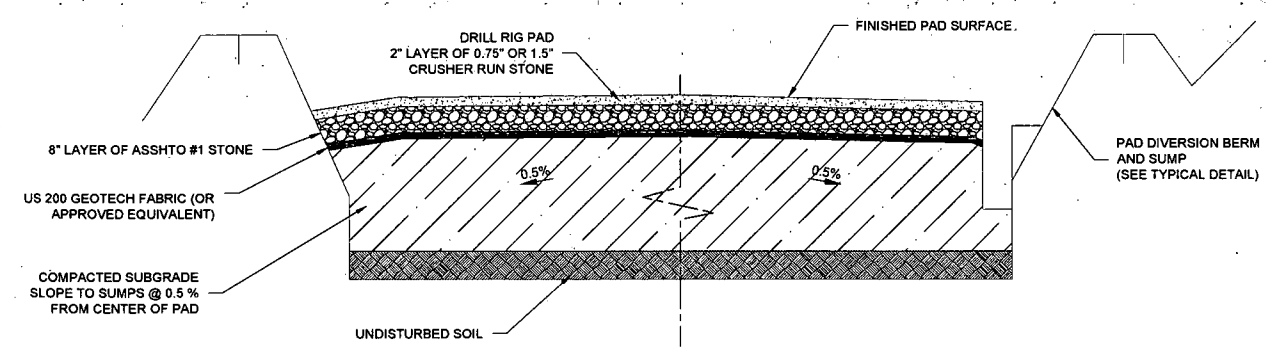 FINISHED PAD SURFACE
DRILL RIG PAD
2" LAYER OF 0.75" OR 1.5"
CRUSHER RUN STONE
8" LAYER OF ASSHTO #1 STONE
US 200 GEOTECH FABRIC (OR
APPROVED EQUIVALENT)
0.5%
0.5%
PAD DIVERSION BERM
AND SUMP
(SEE TYPICAL DETAIL)
COMPACTED SUBGRADE
SLOPE TO SUMPS @ 0.5 %
FROM CENTER OF PAD
UNDISTURBED SOIL